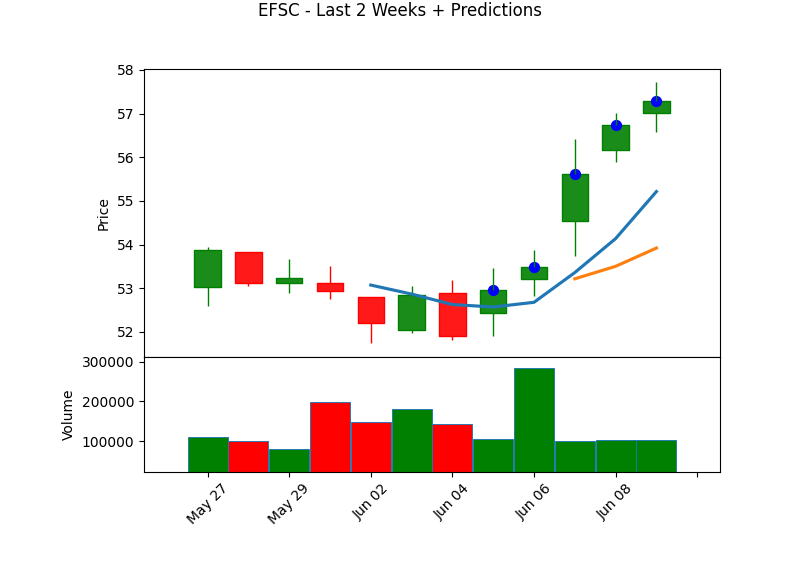 EFSC - Last 2 Weeks + Predictions
58
57
56
55
54
53
52
Price
300000
200000
100000
Volume
May 27
May 29
Jun 02
Jun 04
Jun 06
Jun 08